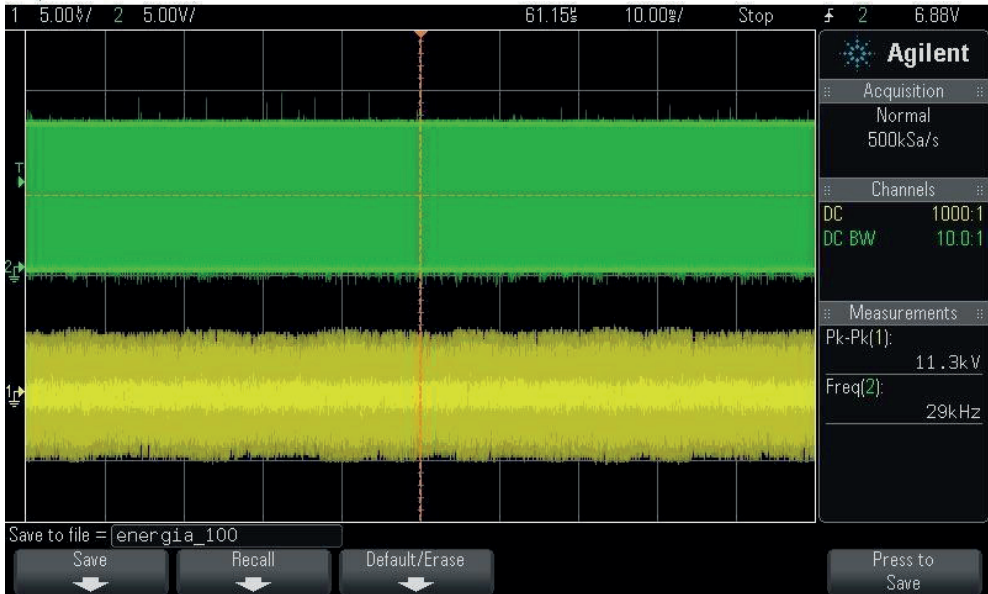 1 5.00kV/ 2 5.00V/ 61.15s 10.00s/ Stop 2 6.88V
Agilent
Acquisition
Normal
500kSa/s
Channels
DC 1000:1
DC BW 10.0:1
Measurements
Pk-Pk(1):
11.3kV
Freq(2):
29kHz
T
2
1
Save to file = energia_100
Save Recall Default/Erase Press to
Save